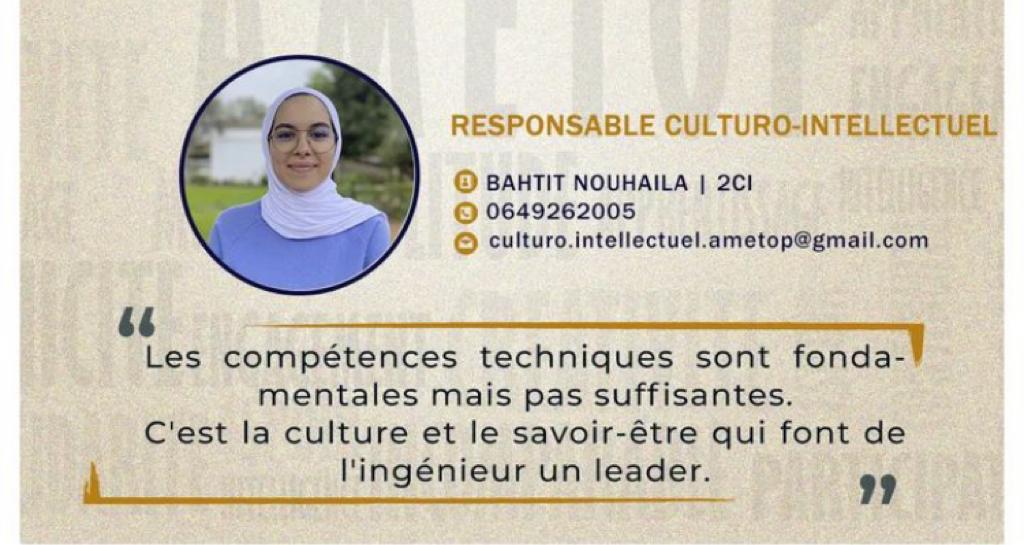 AMETOP
RESPONSABLE CULTURO-INTELLECTUEL
BAHTIT NOUHAILA | 2CI
0649262005
culturo.intellectuel.ametop@gmail.com
“
Les compétences techniques sont fonda-
mentales mais pas suffisantes.
C'est la culture et le savoir-être qui font de
l'ingénieur un leader.
”